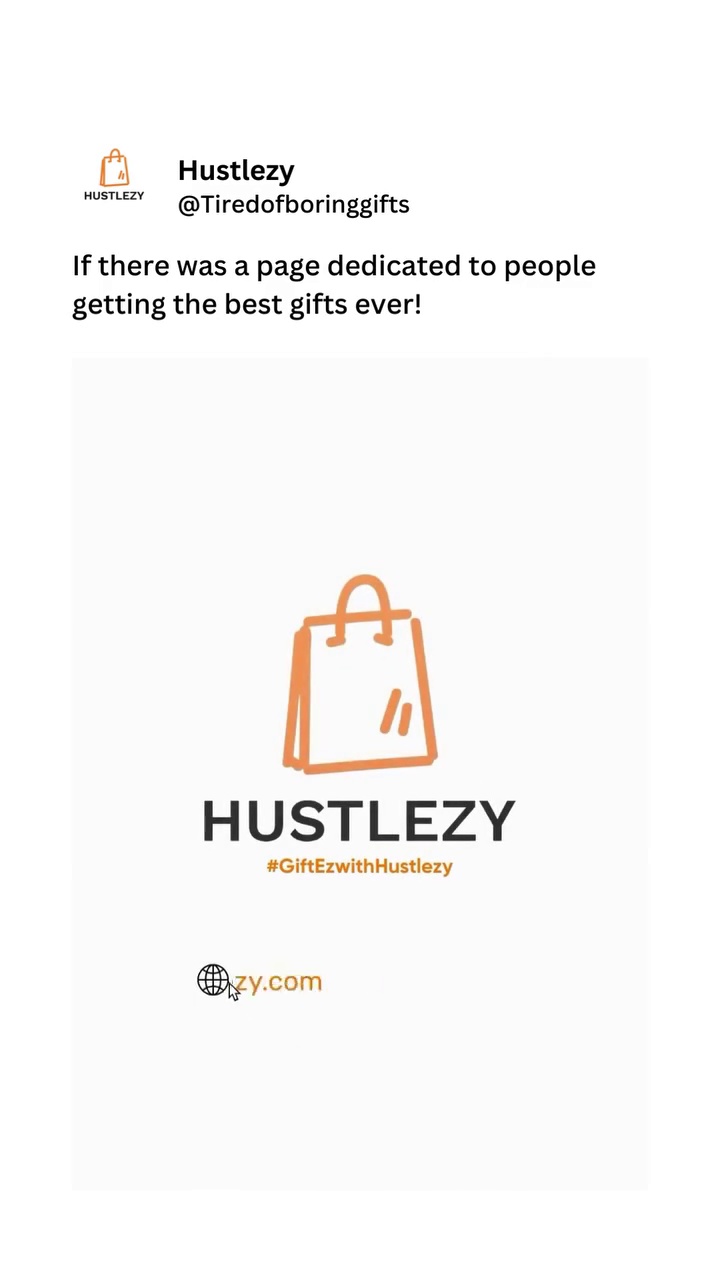 HUSTLEZY
Hustlezy
@Tiredofboringgifts
If there was a page dedicated to people
getting the best gifts ever!
HUSTLEZY
#GiftEzwithHustlezy
zy.com